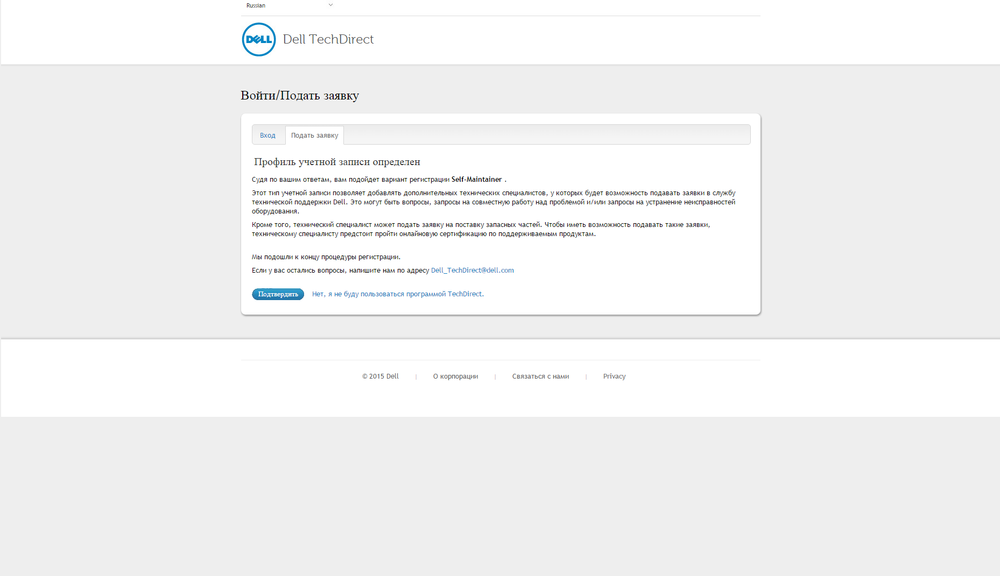 Russian
DELL Dell TechDirect
Войти/Подать заявку
Вход Подать заявку
Профиль учетной записи определен
Судя по вашим ответам, вам подойдет вариант регистрации Self-Maintainer .
Этот тип учетной записи позволяет добавлять дополнительных технических специалистов, у которых будет возможность подавать заявки в службу
технической поддержки Dell. Это могут быть вопросы, запросы на совместную работу над проблемой и/или запросы на устранение неисправностей
оборудования.
Кроме того, технический специалист может подать заявку на поставку запасных частей. Чтобы иметь возможность подавать такие заявки,
техническому специалисту предстоит пройти онлайновую сертификацию по поддерживаемым продуктам.
Мы подошли к концу процедуры регистрации.
Если у вас остались вопросы, напишите нам по адресу Dell_TechDirect@dell.com
Подтвердить Нет, я не буду пользоваться программой TechDirect.
© 2015 Dell | О корпорации | Связаться с нами | Privacy